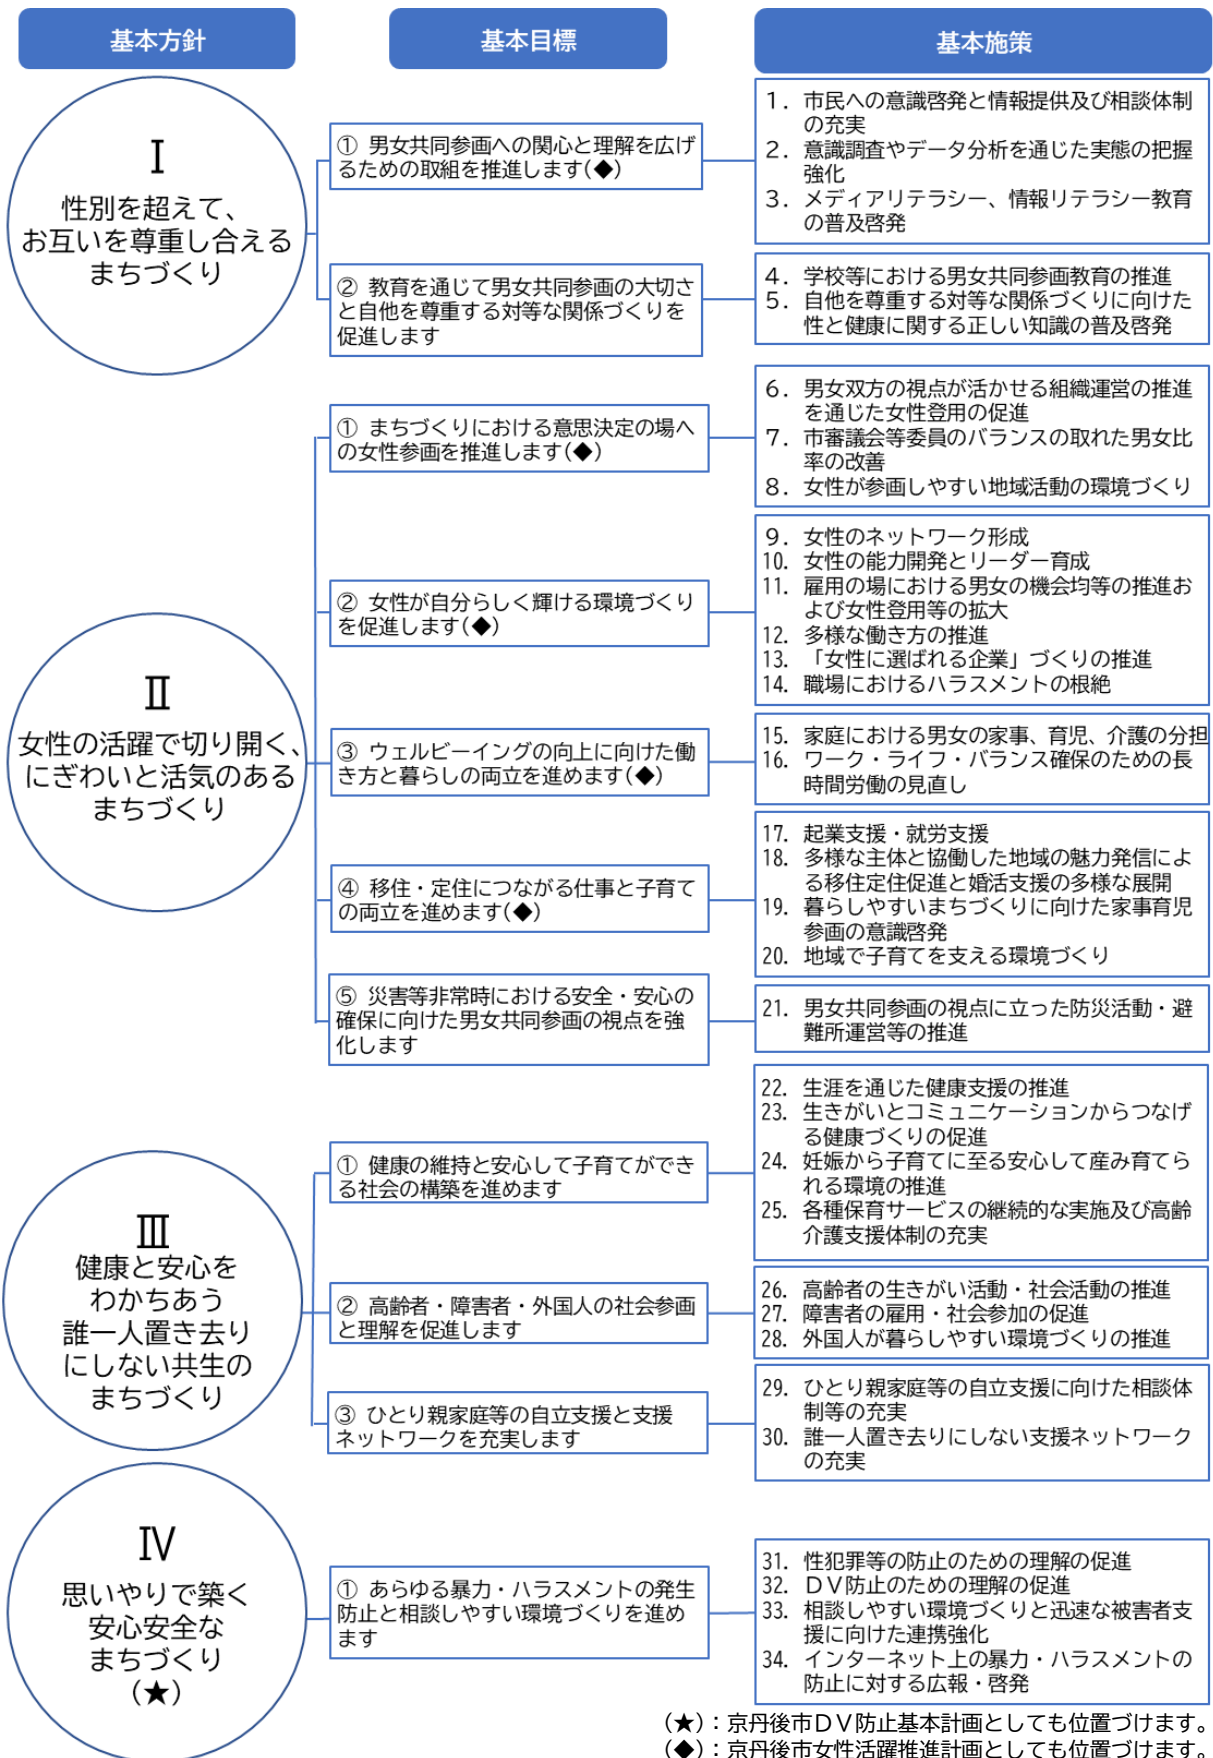 基本方針
基本目標
基本施策
Ⅰ
性別を超えて、
お互いを尊重し合える
まちづくり
① 男女共同参画への関心と理解を広げ
るための取組を推進します(◆)
1. 市民への意識啓発と情報提供及び相談体制
の充実
2. 意識調査やデータ分析を通じた実態の把握
強化
3. メディアリテラシー、情報リテラシー教育
の普及啓発
② 教育を通じて男女共同参画の大切さ
と自他を尊重する対等な関係づくりを
促進します
4. 学校等における男女共同参画教育の推進
5. 自他を尊重する対等な関係づくりに向けた
性と健康に関する正しい知識の普及啓発
Ⅱ
女性の活躍で切り開く、
にぎわいと活気のある
まちづくり
① まちづくりにおける意思決定の場へ
の女性参画を推進します(◆)
6. 男女双方の視点が活かせる組織運営の推進
を通じた女性登用の促進
7. 市審議会等委員のバランスの取れた男女比
率の改善
8. 女性が参画しやすい地域活動の環境づくり
② 女性が自分らしく輝ける環境づくり
を促進します(◆)
9. 女性のネットワーク形成
10. 女性の能力開発とリーダー育成
11. 雇用の場における男女の機会均等の推進お
よび女性登用等の拡大
12. 多様な働き方の推進
13. 「女性に選ばれる企業」づくりの推進
14. 職場におけるハラスメントの根絶
③ ウェルビーイングの向上に向けた働
き方と暮らしの両立を進めます(◆)
15. 家庭における男女の家事、育児、介護の分担
16. ワーク・ライフ・バランス確保のための長
時間労働の見直し
④ 移住・定住につながる仕事と子育て
の両立を進めます(◆)
17. 起業支援・就労支援
18. 多様な主体と協働した地域の魅力発信によ
る移住定住促進と婚活支援の多様な展開
19. 暮らしやすいまちづくりに向けた家事育児
参画の意識啓発
20. 地域で子育てを支える環境づくり
⑤ 災害等非常時における安全・安心の
確保に向けた男女共同参画の視点を強
化します
21. 男女共同参画の視点に立った防災活動・避
難所運営等の推進
Ⅲ
健康と安心を
わかちあう
誰一人置き去り
にしない共生の
まちづくり
① 健康の維持と安心して子育てができ
る社会の構築を進めます
22. 生涯を通じた健康支援の推進
23. 生きがいとコミュニケーションからつなげ
る健康づくりの促進
24. 妊娠から子育てに至る安心して産み育てら
れる環境の推進
25. 各種保育サービスの継続的な実施及び高齢
介護支援体制の充実
② 高齢者・障害者・外国人の社会参画
と理解を促進します
26. 高齢者の生きがい活動・社会活動の推進
27. 障害者の雇用・社会参加の促進
28. 外国人が暮らしやすい環境づくりの推進
③ ひとり親家庭等の自立支援と支援
ネットワークを充実します
29. ひとり親家庭等の自立支援に向けた相談体
制等の充実
30. 誰一人置き去りにしない支援ネットワーク
の充実
Ⅳ
思いやりで築く
安心安全な
まちづくり
(★)
① あらゆる暴力・ハラスメントの発生
防止と相談しやすい環境づくりを進め
ます
31. 性犯罪等の防止のための理解の促進
32. DV防止のための理解の促進
33. 相談しやすい環境づくりと迅速な被害者支
援に向けた連携強化
34. インターネット上の暴力・ハラスメントの
防止に対する広報・啓発
(★):京丹後市DV防止基本計画としても位置づけます。
(◆):京丹後市女性活躍推進計画としても位置づけます。